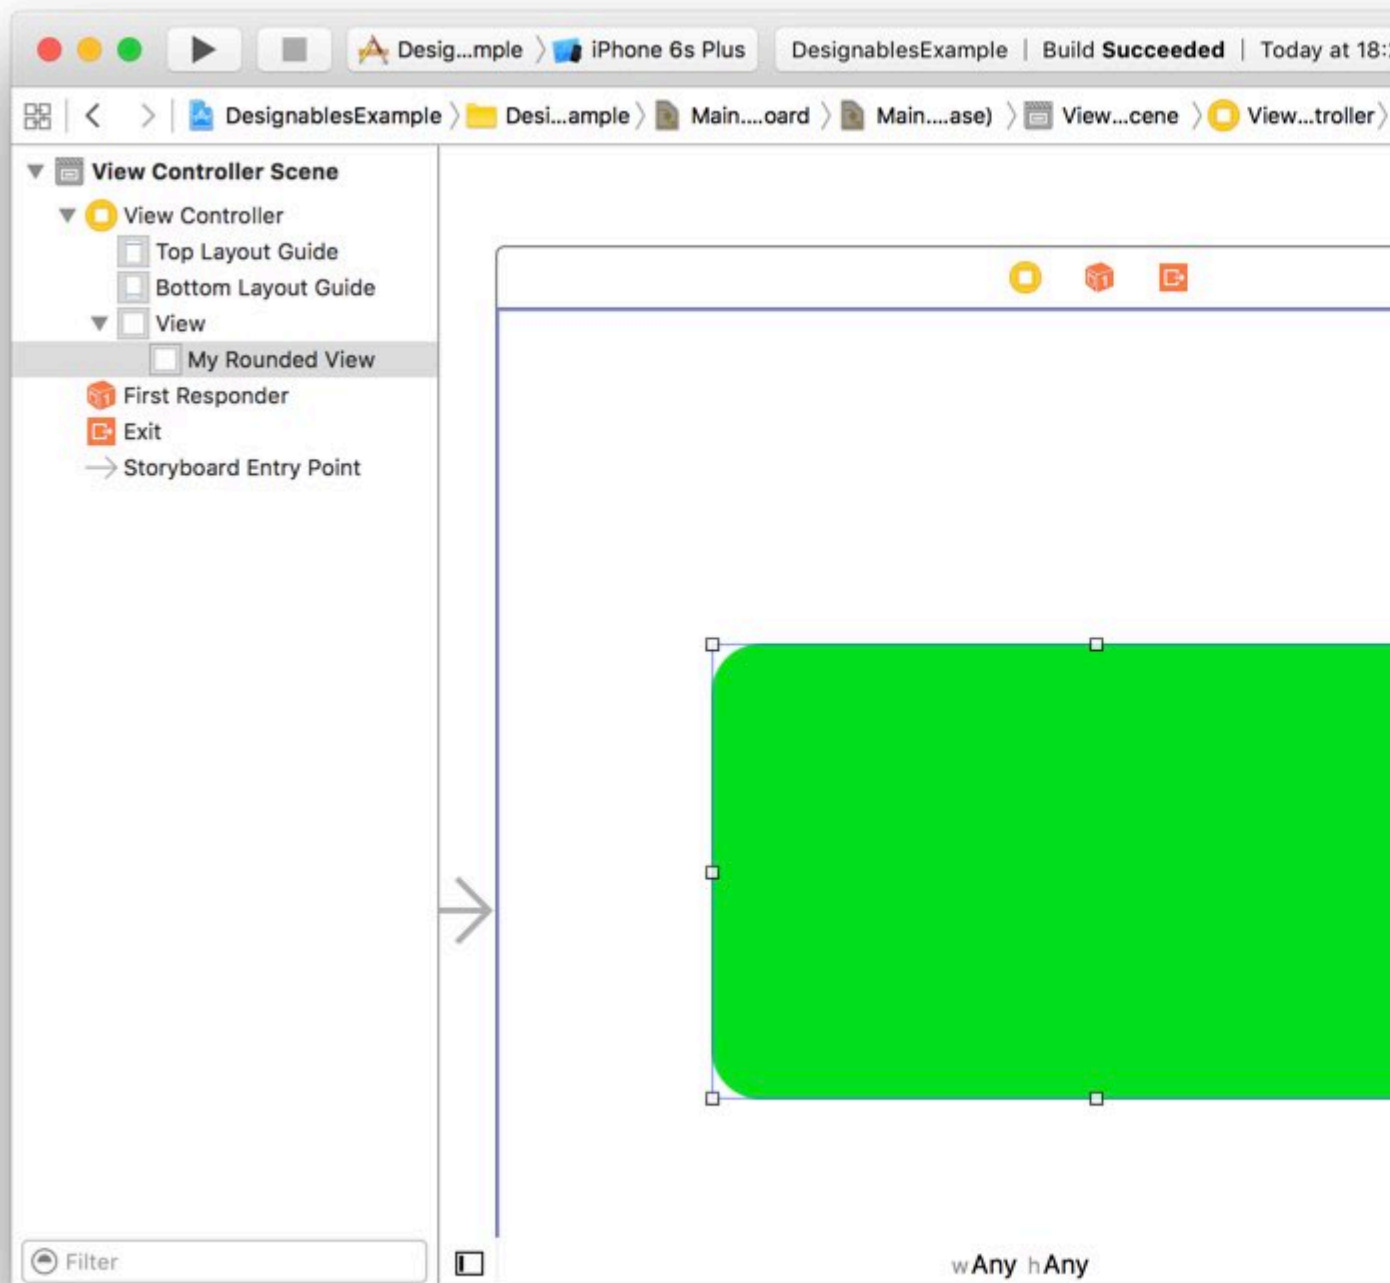 Desig...mple 〉 iPhone 6s Plus DesignablesExample | Build Succeeded | Today at 18:
DesignablesExample 〉 Desi...ample 〉 Main....oard 〉 Main....ase) 〉 View...cene 〉 View...troller 〉
View Controller Scene
View Controller
Top Layout Guide
Bottom Layout Guide
View
My Rounded View
First Responder
Exit
Storyboard Entry Point
Filter
wAny hAny